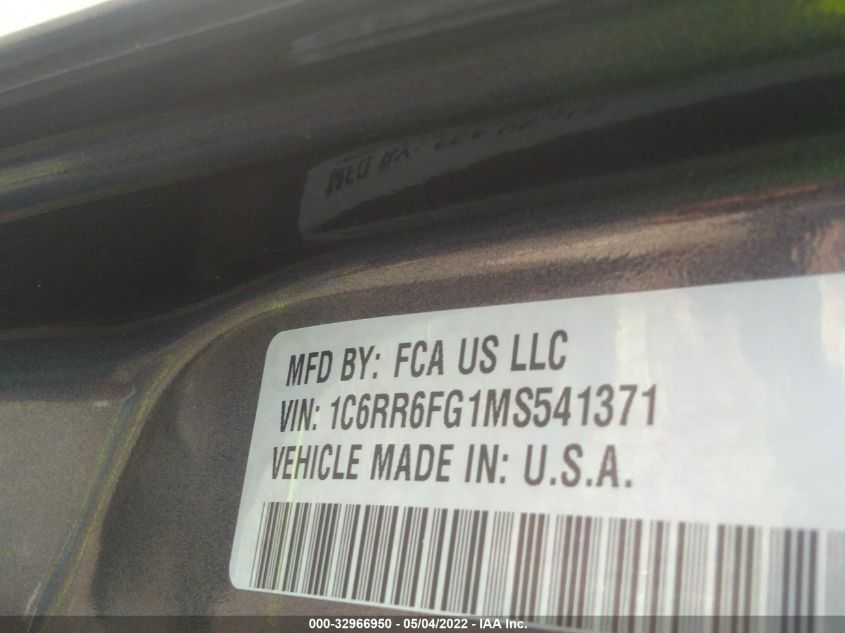 MFD BY: FCA US LLC
VIN: 1C6RR6FG1MS541371
VEHICLE MADE IN: U.S.A.
000-32966950 - 05/04/2022 - IAA Inc.